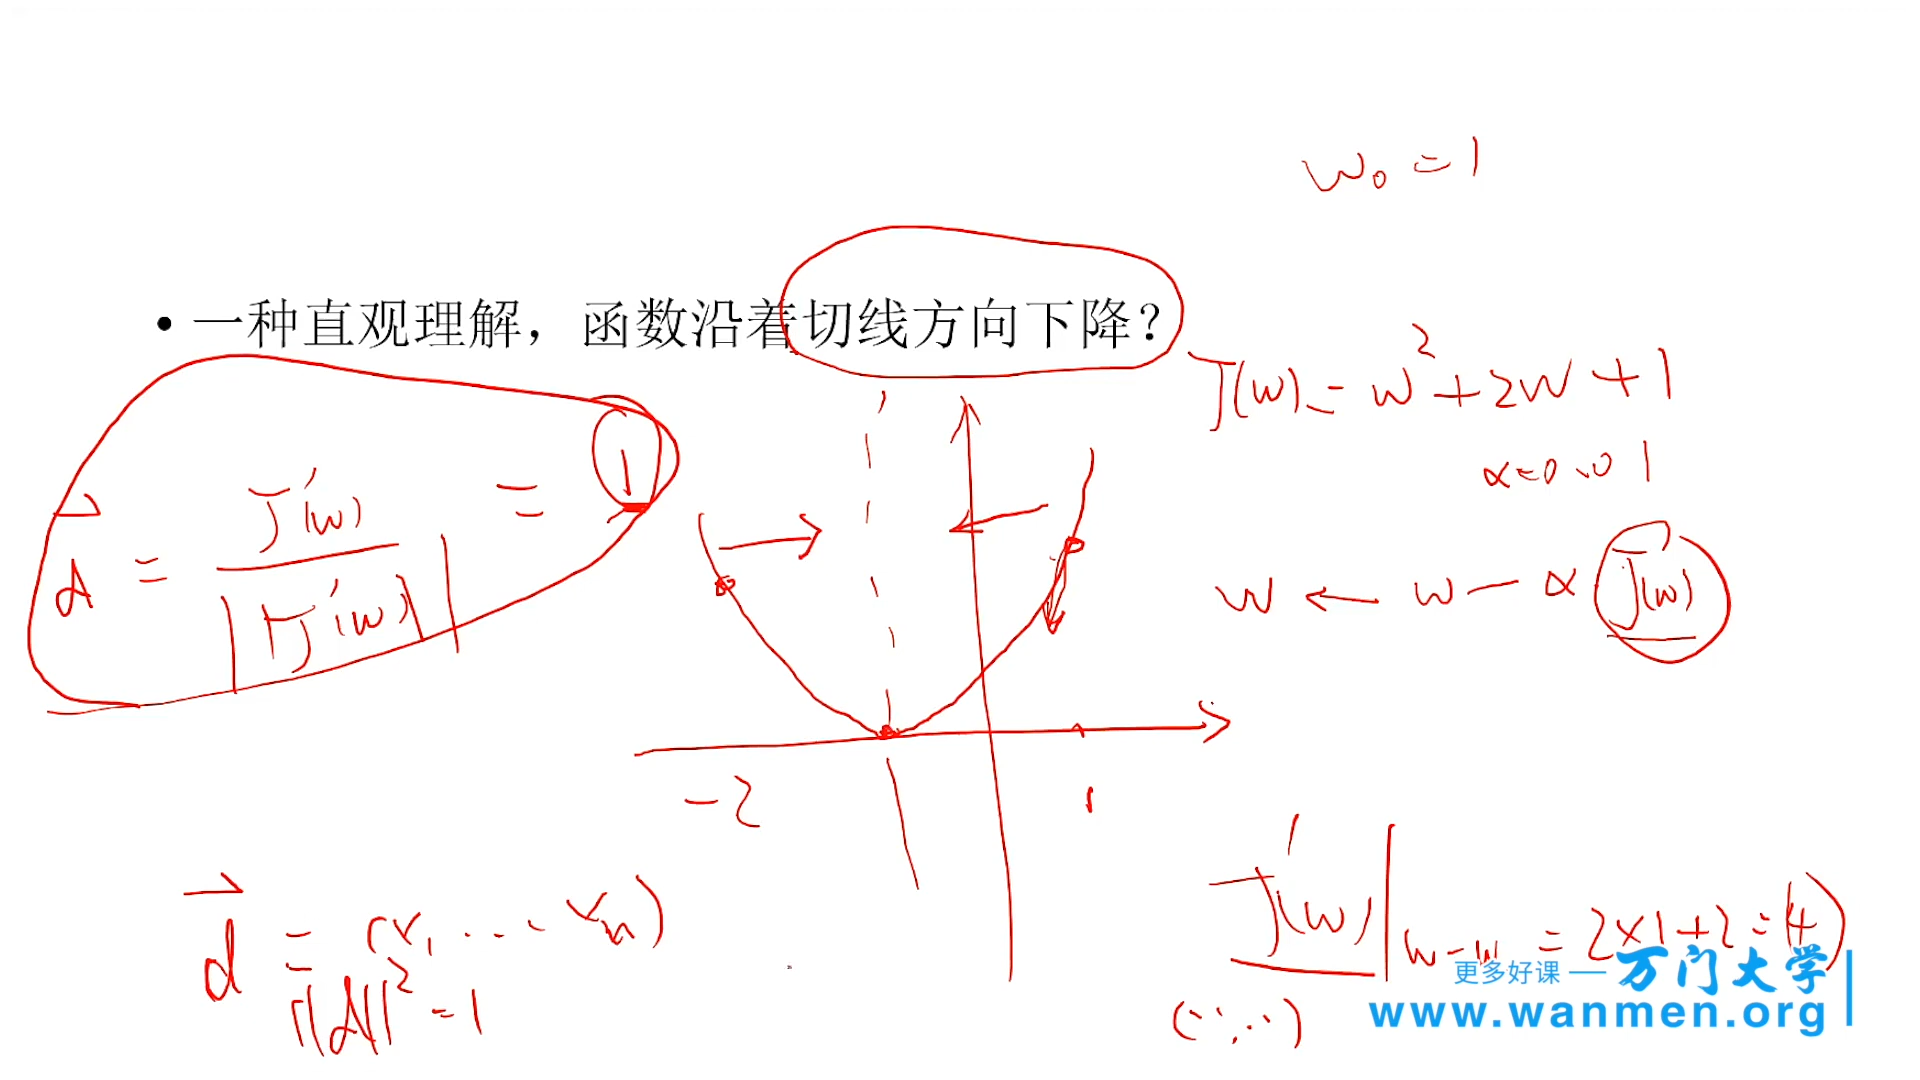 w₀ = 1
• 一种直观理解，函数沿着切线方向下降？
J(w) = w² + 2w + 1
α = 0.01
d = J'(w) / ||J'(w)|| = 1
w ← w - α J'(w)
-2
1
J'(w)|w=w₀ = 2×1+2 = 4
d = (x₁ ... xₙ)
||d||² = 1
(....)
更多好课 — 万门大学
www.wanmen.org